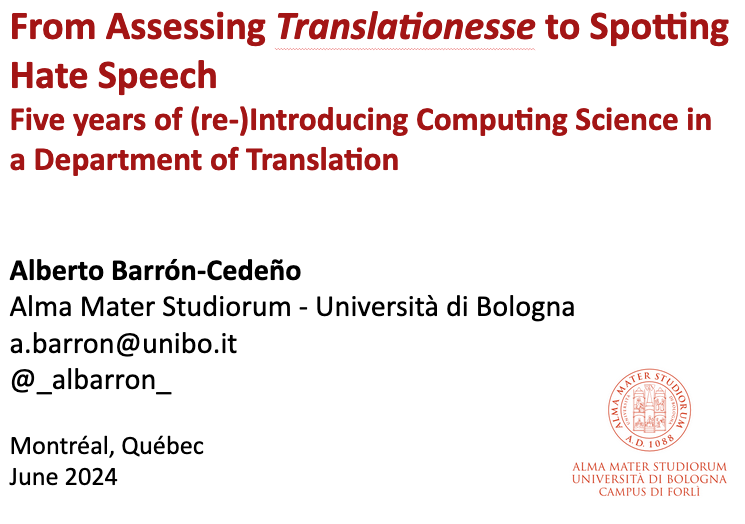 From Assessing Translationesse to Spotting
Hate Speech
Five years of (re-)Introducing Computing Science in
a Department of Translation
Alberto Barrón-Cedeño
Alma Mater Studiorum - Università di Bologna
a.barron@unibo.it
@_albarron_
Montréal, Québec
June 2024
ALMA MATER STUDIORUM
A.D. 1088
ALMA MATER STUDIORUM
UNIVERSITÀ DI BOLOGNA
CAMPUS DI FORLÌ